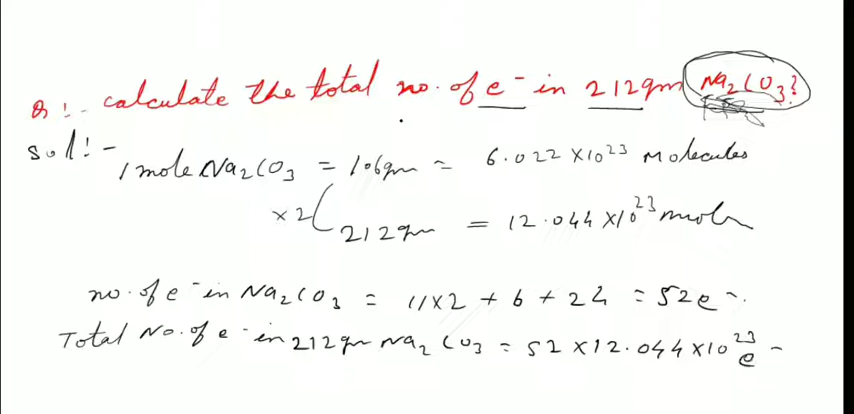 Q :- calculate the total no. of e⁻ in 212gm Na₂CO₃?
Sol :-
1 mole Na₂CO₃ = 106gm = 6.022 × 10²³ Molecules
×2( 212gm = 12.044 × 10²³ molu
no. of e⁻ in Na₂CO₃ = 11×2 + 6 + 24 = 52e⁻.
Total No. of e⁻ in 212gm Na₂CO₃ = 52 × 12.044 × 10²³ e⁻